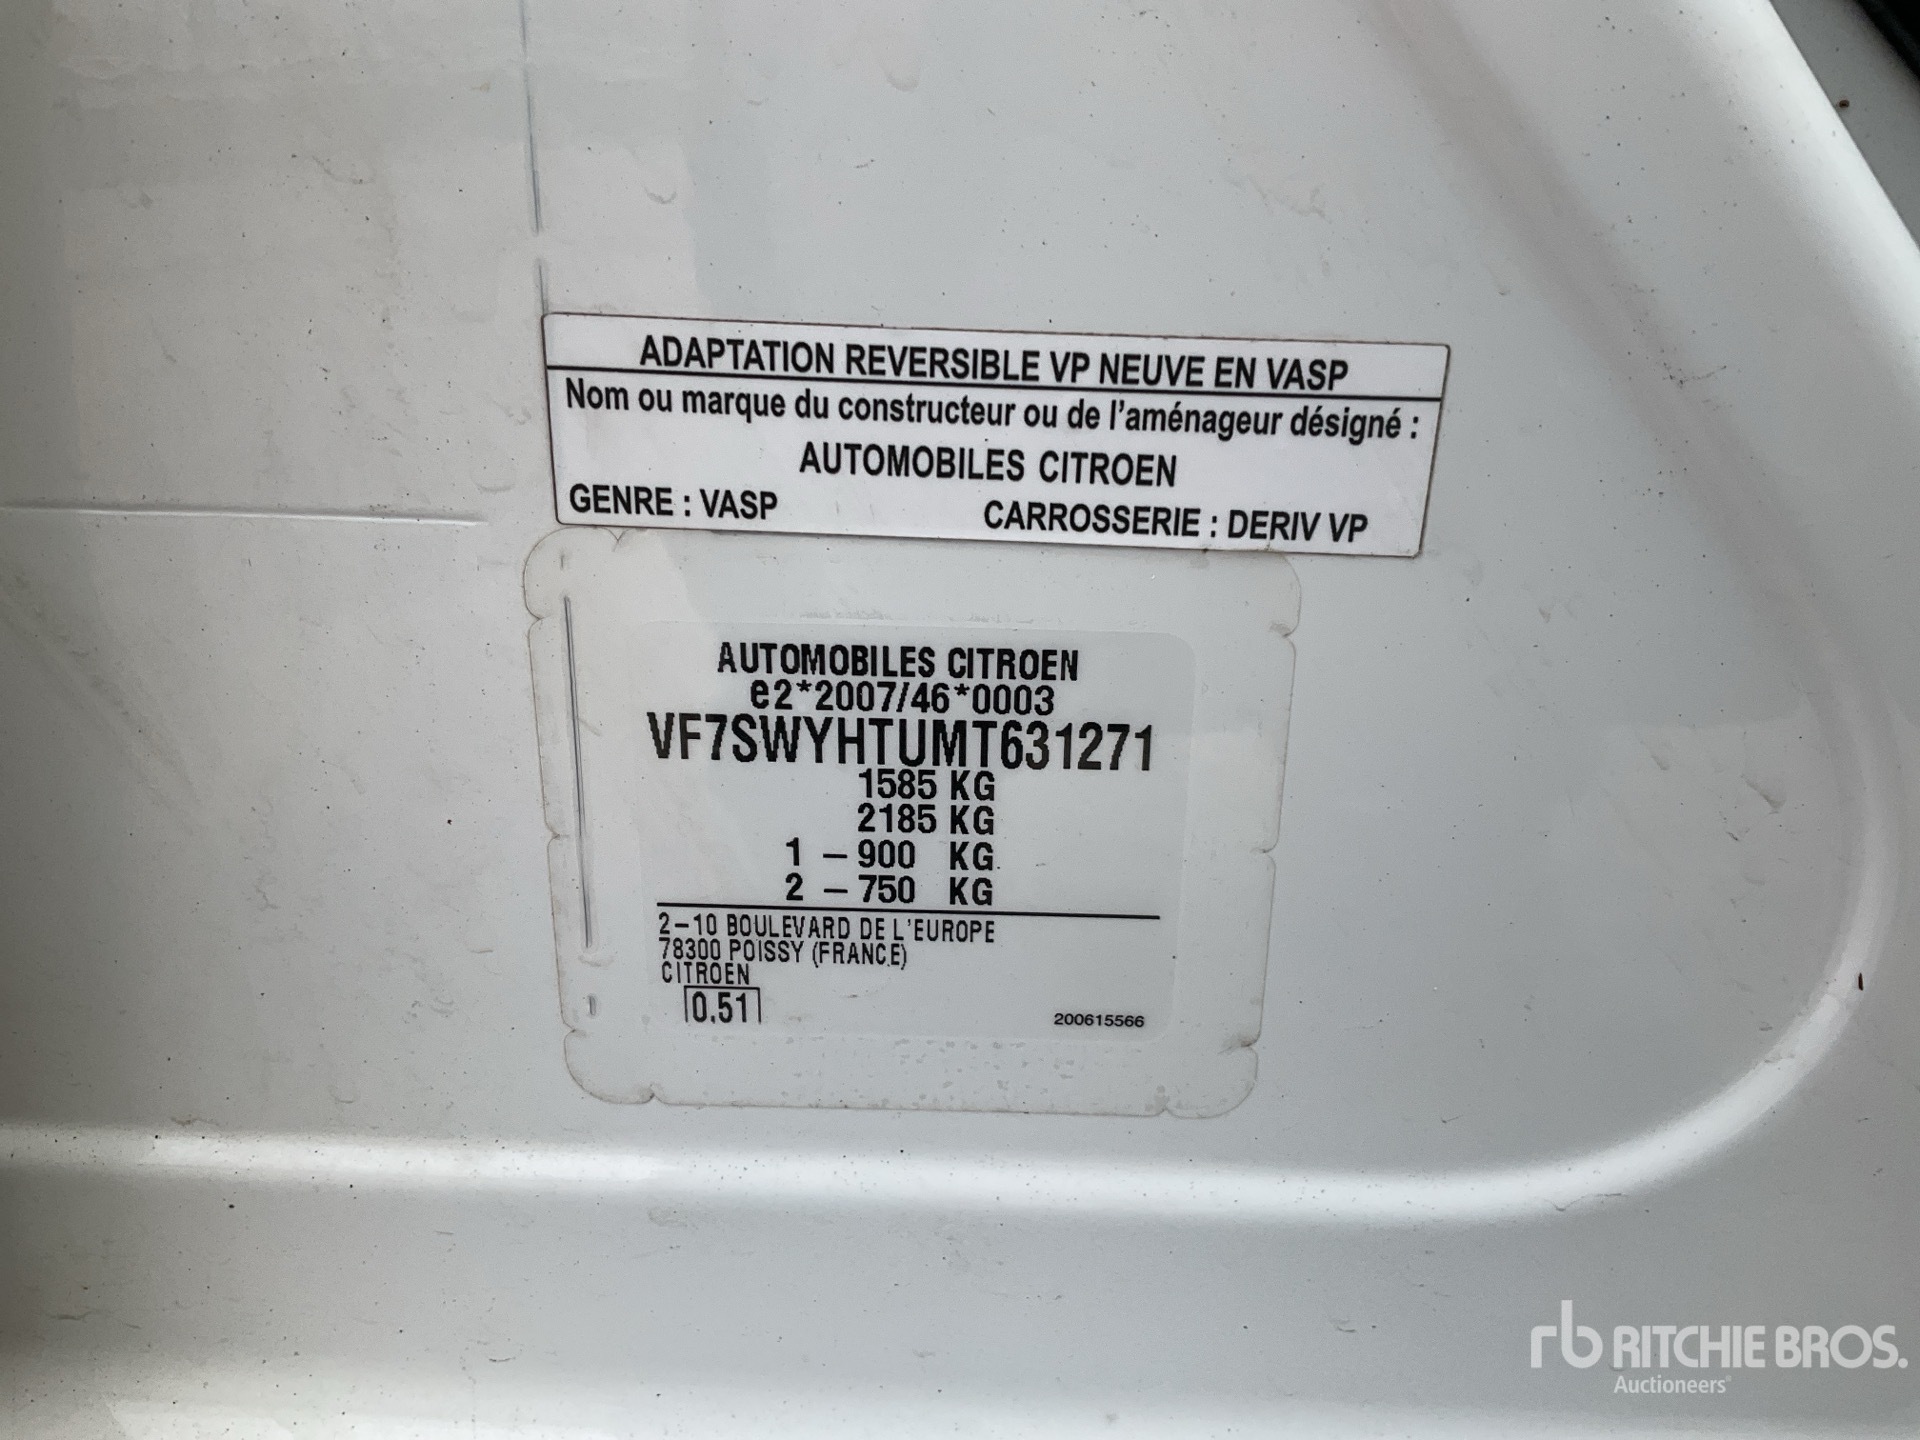 ADAPTATION REVERSIBLE VP NEUVE EN VASP
Nom ou marque du constructeur ou de l'aménageur désigné :
AUTOMOBILES CITROEN
GENRE : VASP CARROSSERIE : DERIV VP
AUTOMOBILES CITROEN
e2*2007/46*0003
VF7SWYHTUMT631271
1585 KG
2185 KG
1 – 900 KG
2 – 750 KG
2–10 BOULEVARD DE L'EUROPE
78300 POISSY (FRANCE)
CITROEN
0.51
200615566
rb RITCHIE BROS.
Auctioneers